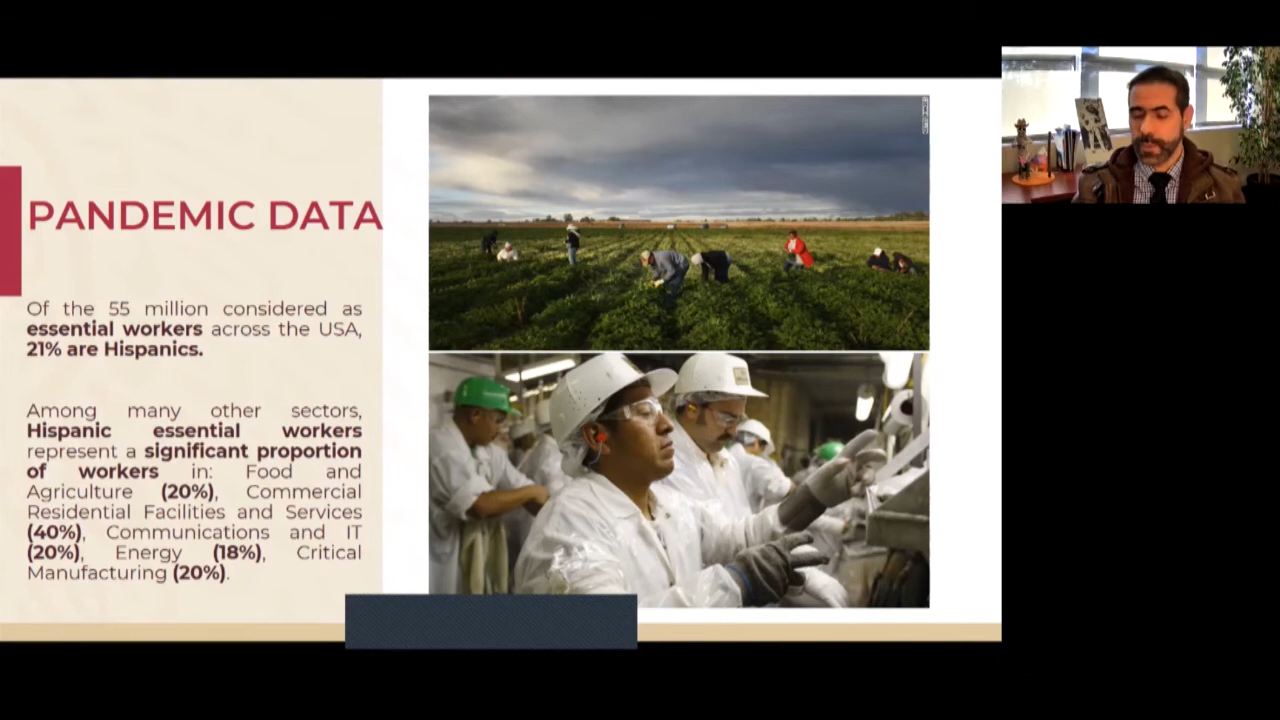 PANDEMIC DATA
Of the 55 million considered as
essential workers across the USA,
21% are Hispanics.
Among many other sectors,
Hispanic essential workers
represent a significant proportion
of workers in: Food and
Agriculture (20%), Commercial
Residential Facilities and Services
(40%), Communications and IT
(20%), Energy (18%), Critical
Manufacturing (20%).